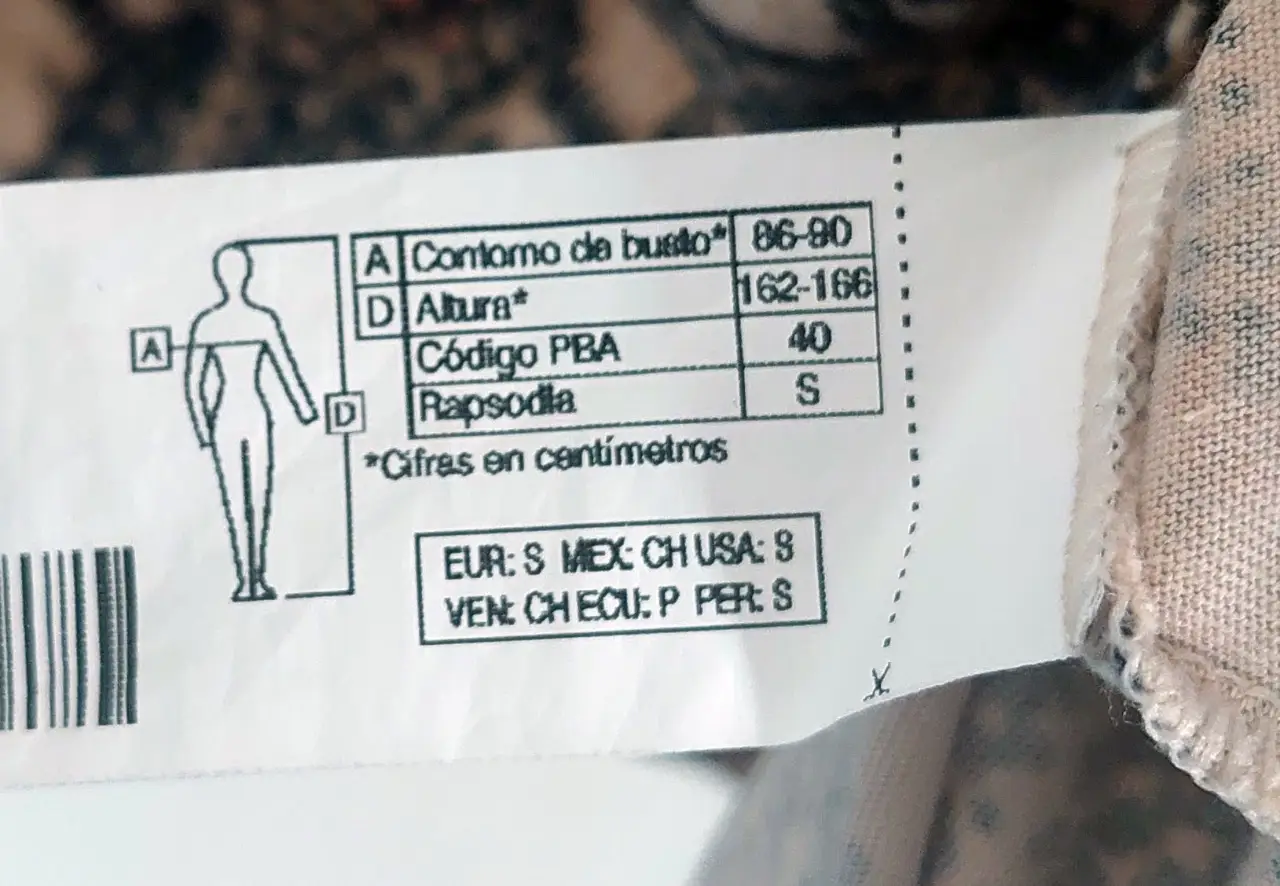 A Contorno de busto* 86-90
D Altura* 162-166
Código PBA 40
Rapsodia S
*Cifras en centímetros
A
D
EUR: S MEX: CH USA: S
VEN: CH ECU: P PER: S